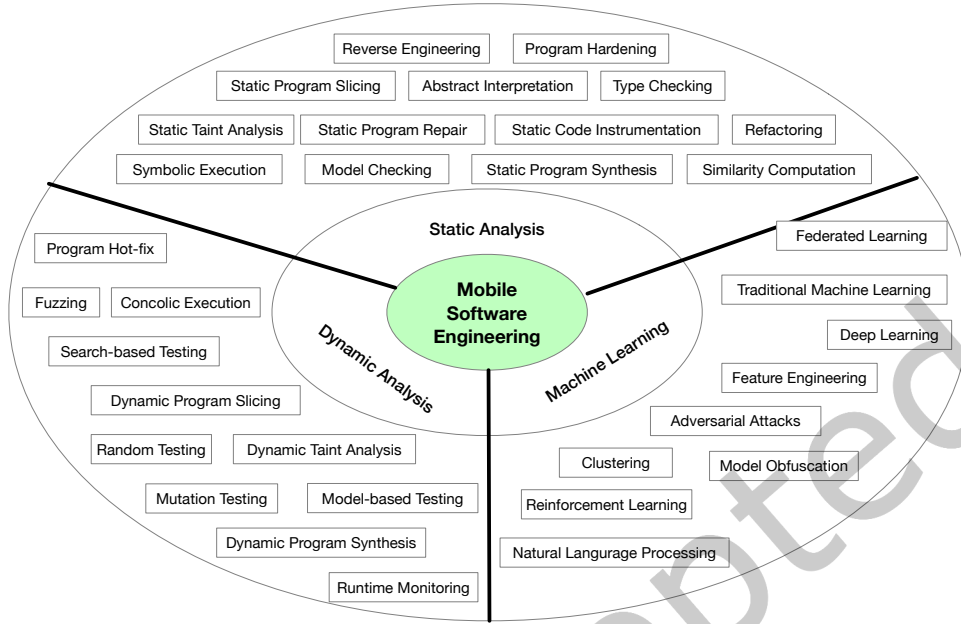 Reverse Engineering
Program Hardening
Static Program Slicing
Abstract Interpretation
Type Checking
Static Taint Analysis
Static Program Repair
Static Code Instrumentation
Refactoring
Symbolic Execution
Model Checking
Static Program Synthesis
Similarity Computation
Static Analysis
Mobile
Software
Engineering
Dynamic Analysis
Machine Learning
Program Hot-fix
Fuzzing
Concolic Execution
Search-based Testing
Dynamic Program Slicing
Random Testing
Dynamic Taint Analysis
Mutation Testing
Model-based Testing
Dynamic Program Synthesis
Runtime Monitoring
Federated Learning
Traditional Machine Learning
Deep Learning
Feature Engineering
Adversarial Attacks
Clustering
Model Obfuscation
Reinforcement Learning
Natural Langurage Processing
pted